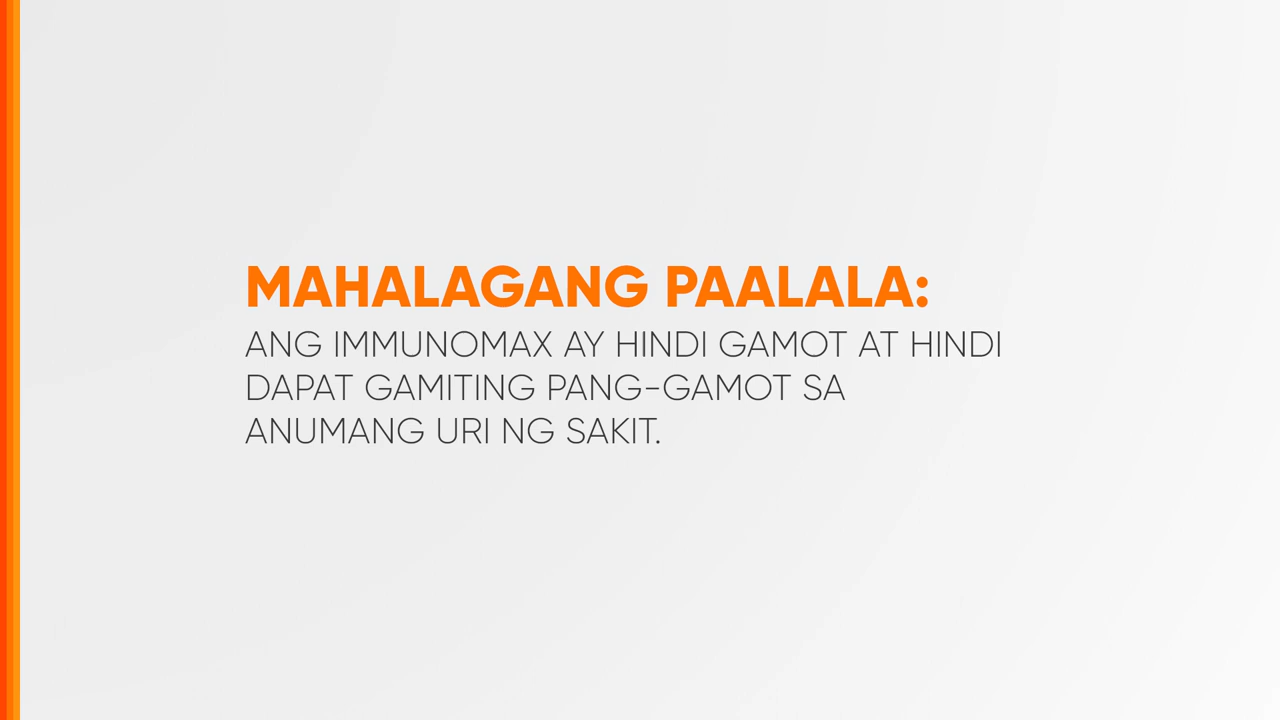 MAHALAGANG PAALALA:
ANG IMMUNOMAX AY HINDI GAMOT AT HINDI
DAPAT GAMITING PANG-GAMOT SA
ANUMANG URI NG SAKIT.